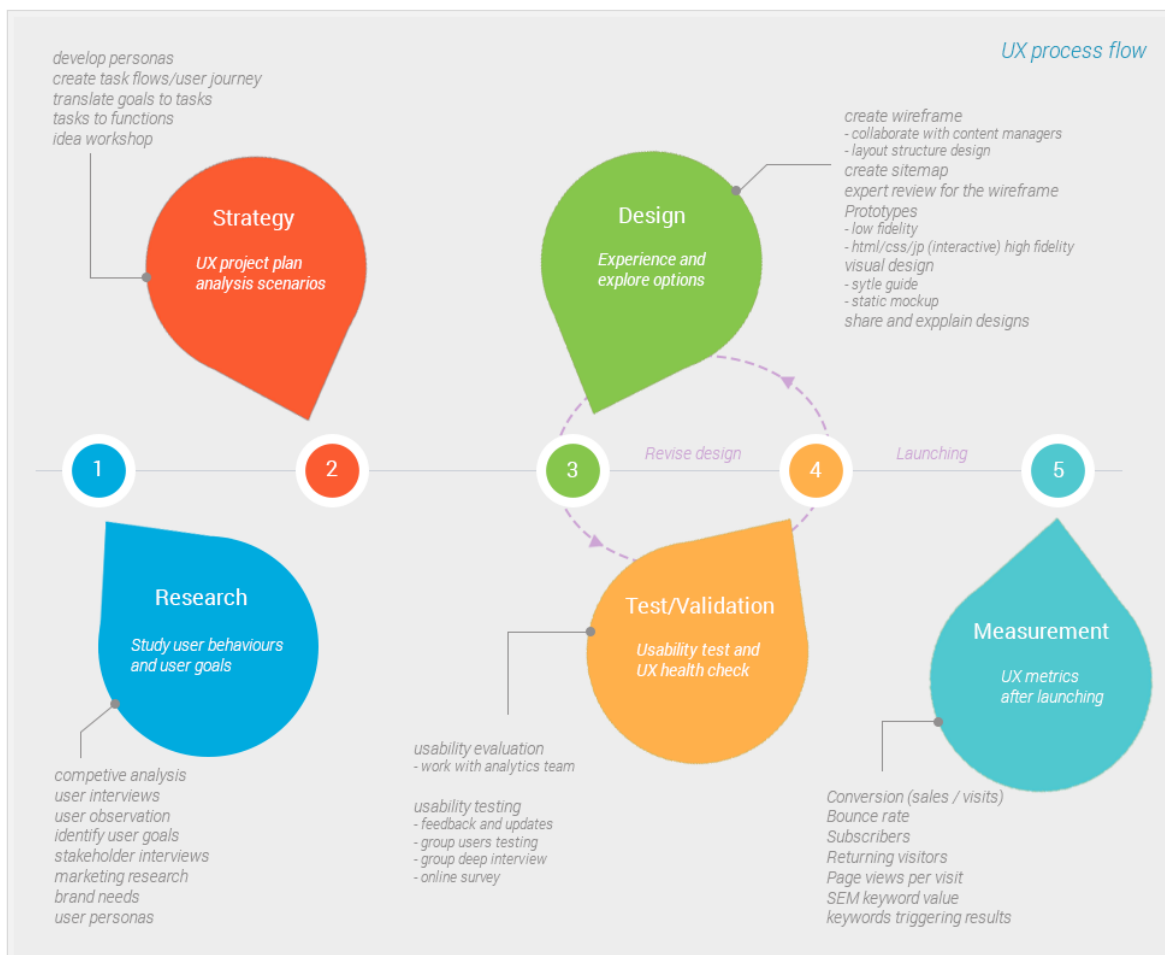 UX process flow
develop personas
create task flows/user journey
translate goals to tasks
tasks to functions
idea workshop
Strategy
UX project plan
analysis scenarios
Design
Experience and
explore options
create wireframe
- collaborate with content managers
- layout structure design
create sitemap
expert review for the wireframe
Prototypes
- low fidelity
- html/css/jp (interactive) high fidelity
visual design
- sytle guide
- static mockup
share and expplain designs
1
2
3
Revise design
4
Launching
5
Research
Study user behaviours
and user goals
competive analysis
user interviews
user observation
identify user goals
stakeholder interviews
marketing research
brand needs
user personas
Test/Validation
Usability test and
UX health check
usability evaluation
- work with analytics team
usability testing
- feedback and updates
- group users testing
- group deep interview
- online survey
Measurement
UX metrics
after launching
Conversion (sales / visits)
Bounce rate
Subscribers
Returning visitors
Page views per visit
SEM keyword value
keywords triggering results